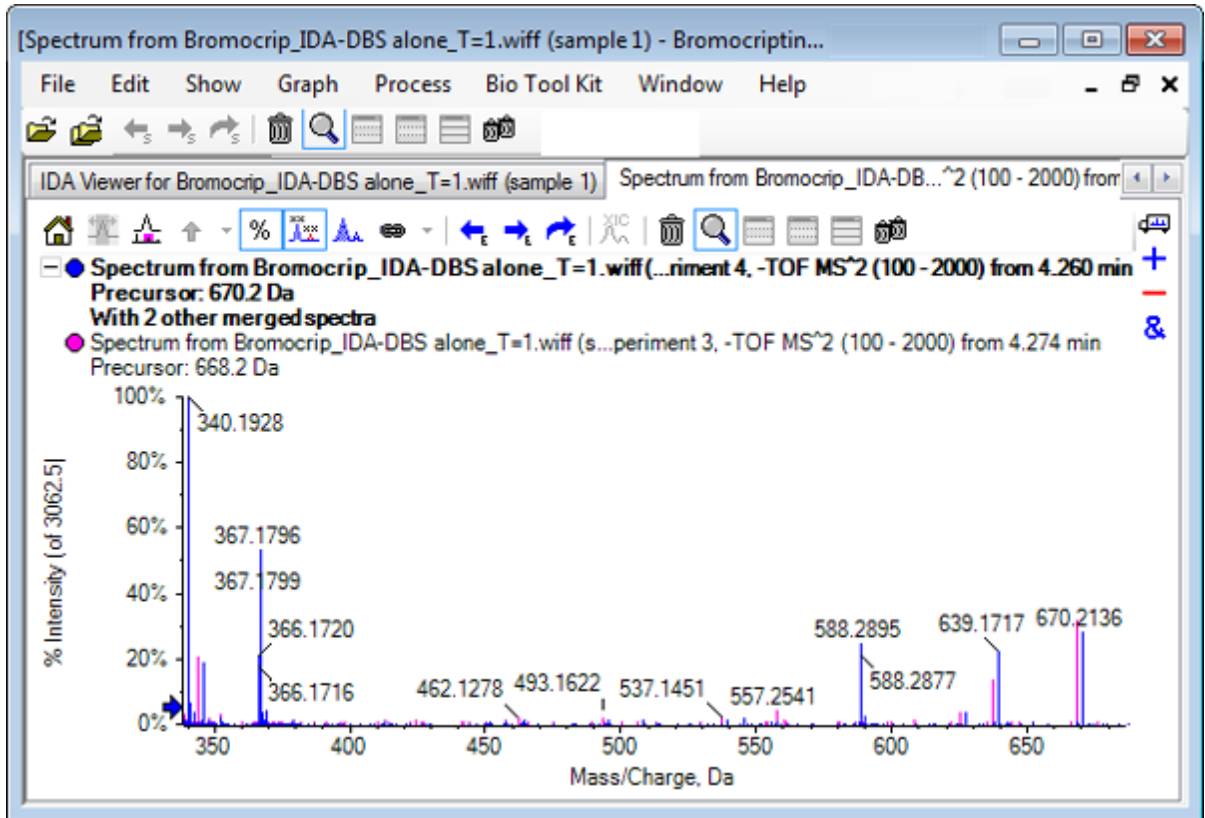 [Spectrum from Bromocrip_IDA-DBS alone_T=1.wiff (sample 1) - Bromocriptin...
File Edit Show Graph Process Bio Tool Kit Window Help
IDA Viewer for Bromocrip_IDA-DBS alone_T=1.wiff (sample 1) Spectrum from Bromocrip_IDA-DB...^2 (100 - 2000) from
Spectrum from Bromocrip_IDA-DBS alone_T=1.wiff (...riment 4, -TOF MS^2 (100 - 2000) from 4.260 min
Precursor: 670.2 Da
With 2 other merged spectra
Spectrum from Bromocrip_IDA-DBS alone_T=1.wiff (s...periment 3, -TOF MS^2 (100 - 2000) from 4.274 min
Precursor: 668.2 Da
% Intensity (of 3062.5)
100%
80%
60%
40%
20%
0%
340.1928
367.1796
367.1799
366.1720
366.1716
462.1278
493.1622
537.1451
557.2541
588.2895
588.2877
639.1717
670.2136
350 400 450 500 550 600 650
Mass/Charge, Da